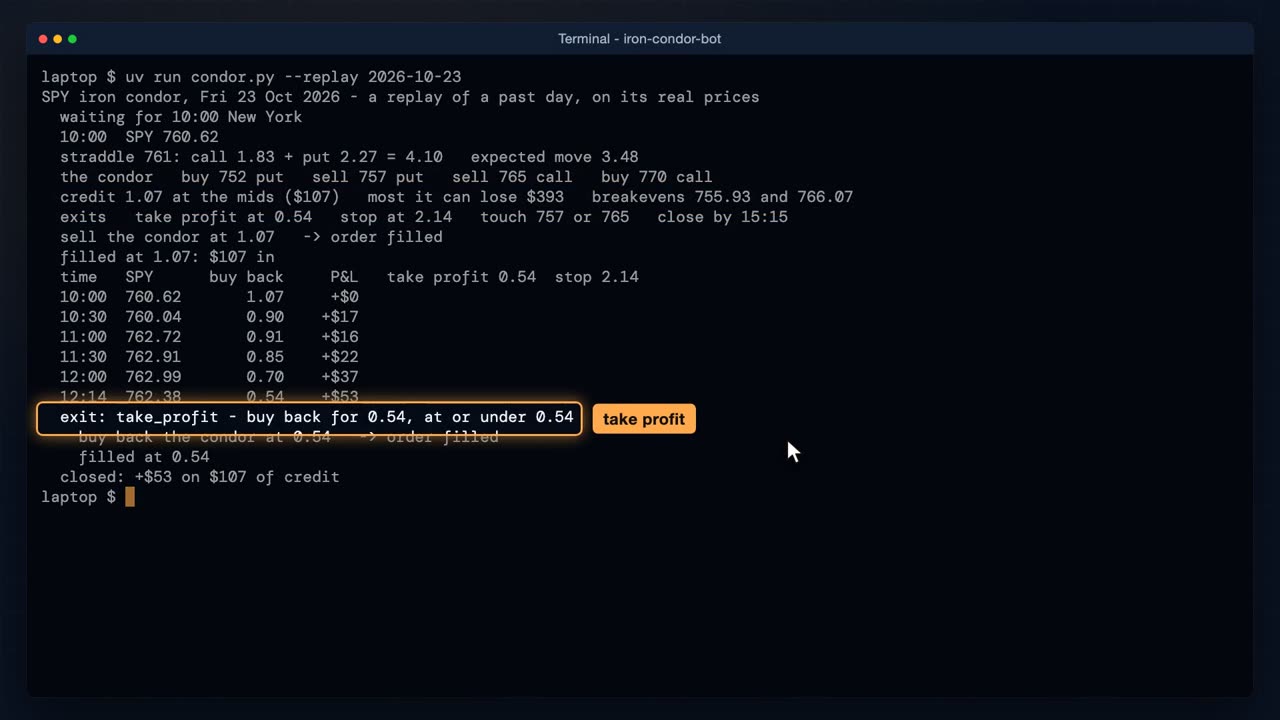 Terminal - iron-condor-bot
laptop $ uv run condor.py --replay 2026-10-23
SPY iron condor, Fri 23 Oct 2026 - a replay of a past day, on its real prices
waiting for 10:00 New York
10:00  SPY 760.62
straddle 761: call 1.83 + put 2.27 = 4.10   expected move 3.48
the condor   buy 752 put   sell 757 put   sell 765 call   buy 770 call
credit 1.07 at the mids ($107)   most it can lose $393   breakevens 755.93 and 766.07
exits   take profit at 0.54   stop at 2.14   touch 757 or 765   close by 15:15
sell the condor at 1.07   -> order filled
filled at 1.07: $107 in
time   SPY      buy back     P&L   take profit 0.54  stop 2.14
10:00  760.62       1.07     +$0
10:30  760.04       0.90    +$17
11:00  762.72       0.91    +$16
11:30  762.91       0.85    +$22
12:00  762.99       0.70    +$37
12:14  762.38       0.54    +$53
exit: take_profit - buy back for 0.54, at or under 0.54
take profit
buy back the condor at 0.54   -> order filled
filled at 0.54
closed: +$53 on $107 of credit
laptop $